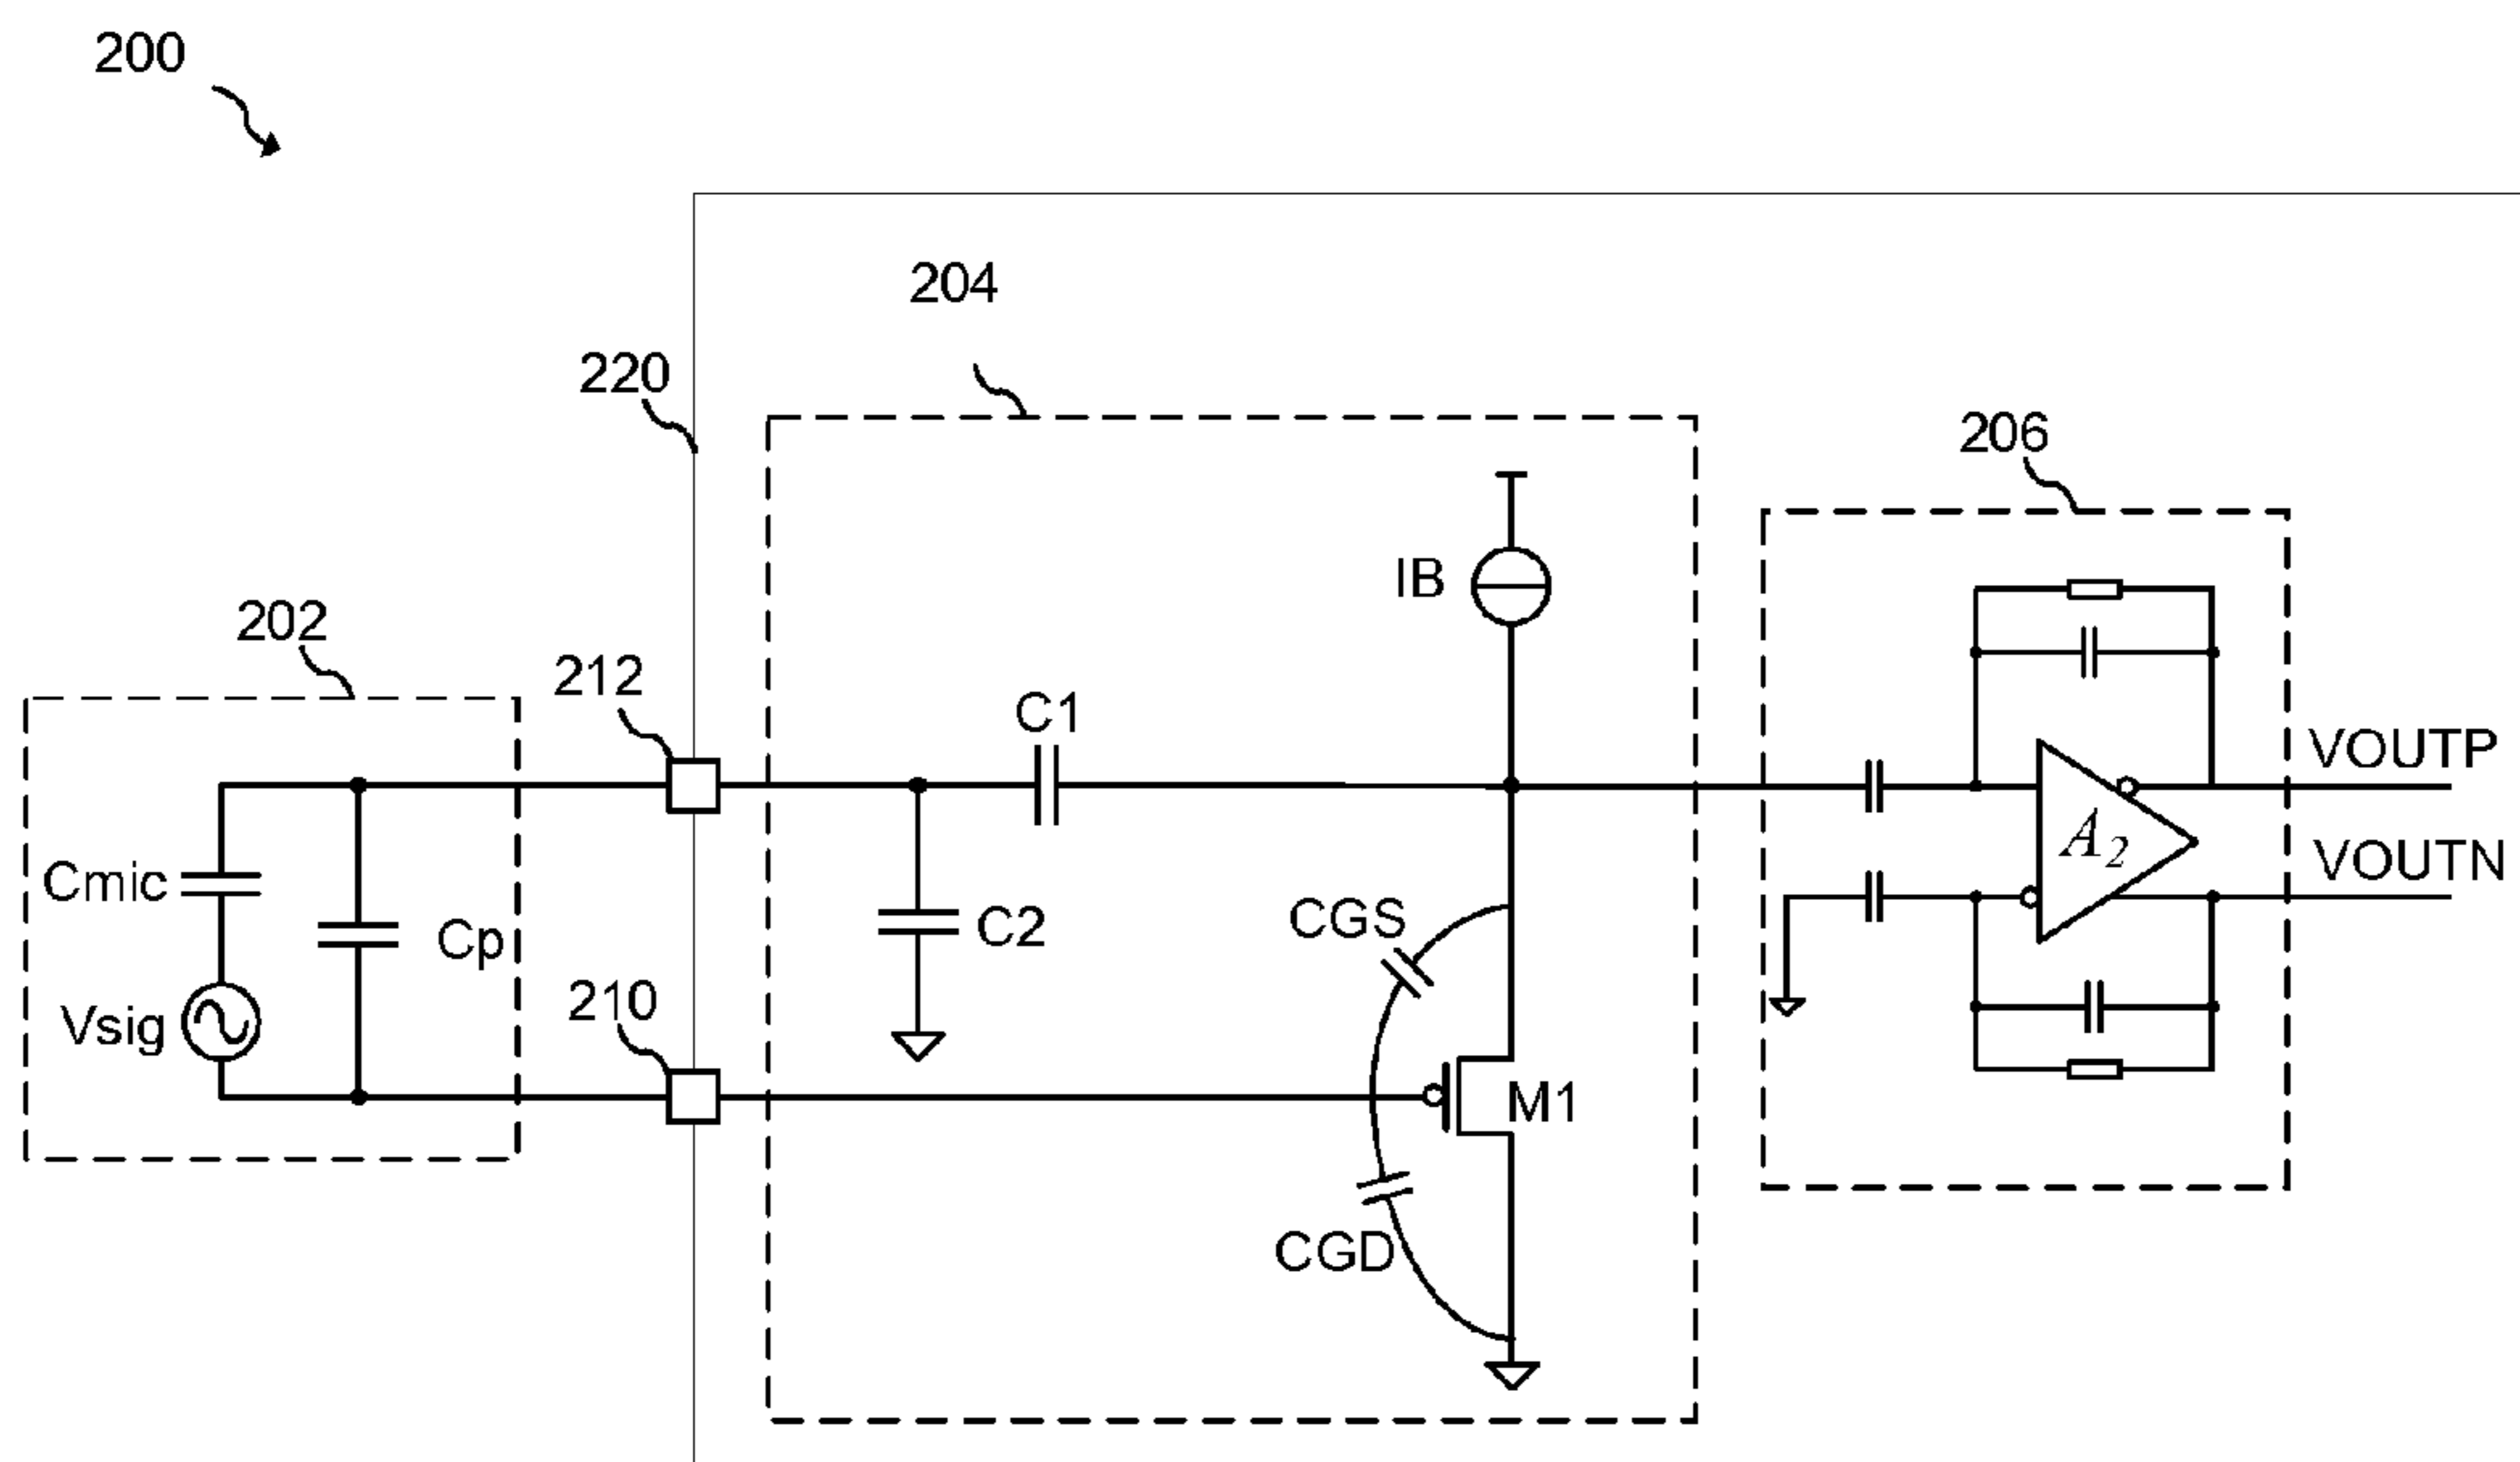 200
204
220
206
IB
202
212
C1
VOUTP
A2
VOUTN
Cmic
Cp
C2
CGS
210
Vsig
M1
CGD